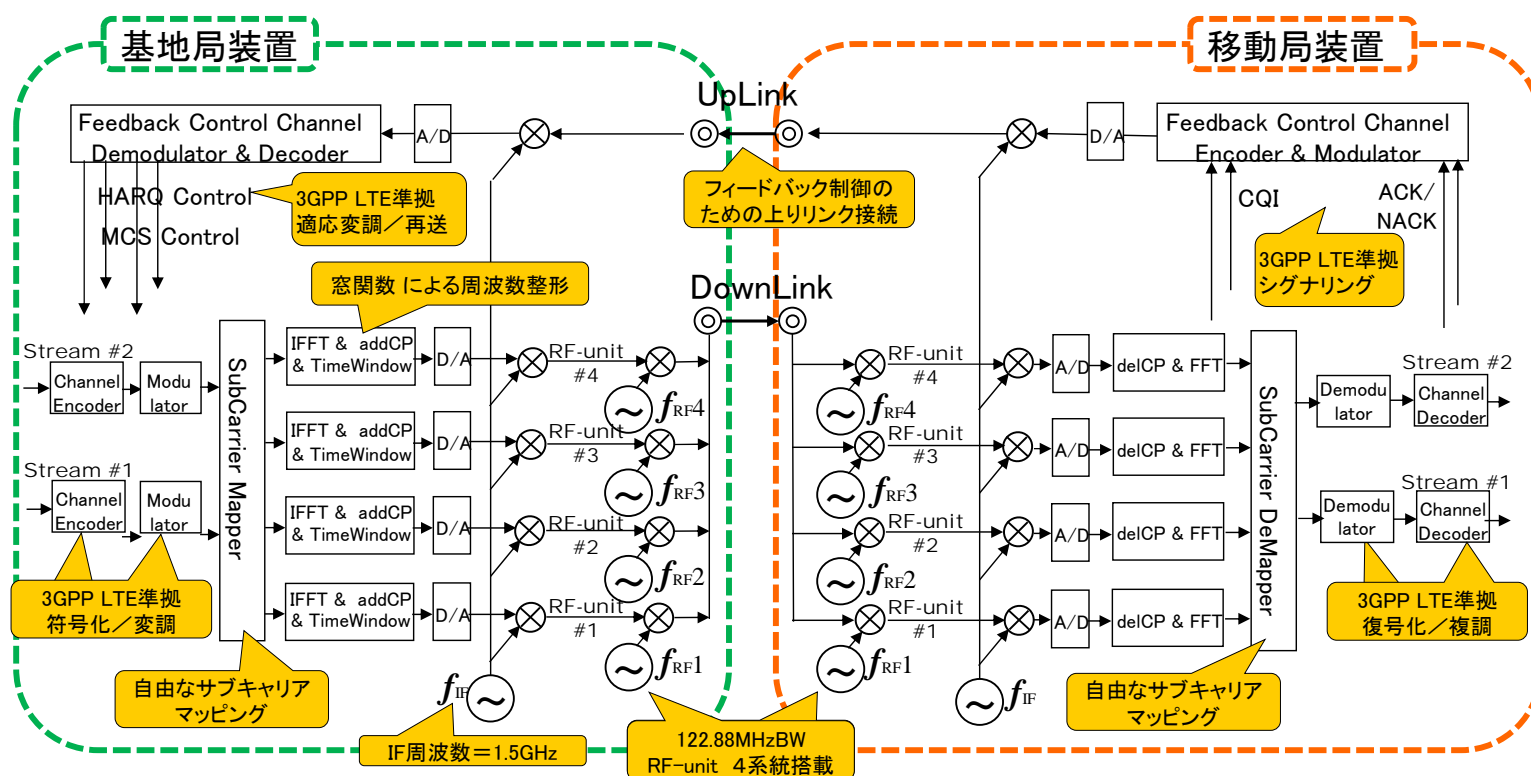 基地局装置
移動局装置
UpLink
Feedback Control Channel
Demodulator & Decoder
A/D
D/A
Feedback Control Channel
Encoder & Modulator
HARQ Control
MCS Control
3GPP LTE準拠
適応変調／再送
フィードバック制御の
ための上りリンク接続
CQI
ACK/
NACK
3GPP LTE準拠
シグナリング
窓関数 による周波数整形
DownLink
Stream #2
Channel
Encoder
Modu
lator
Stream #1
Channel
Encoder
Modu
lator
3GPP LTE準拠
符号化／変調
SubCarrier Mapper
自由なサブキャリア
マッピング
IFFT & addCP
& TimeWindow
D/A
RF-unit
#4
fRF4
IFFT & addCP
& TimeWindow
D/A
RF-unit
#3
fRF3
IFFT & addCP
& TimeWindow
D/A
RF-unit
#2
fRF2
IFFT & addCP
& TimeWindow
D/A
RF-unit
#1
fRF1
fIF
IF周波数＝1.5GHz
122.88MHzBW
RF-unit 4系統搭載
RF-unit
#4
fRF4
A/D
delCP & FFT
RF-unit
#3
fRF3
A/D
delCP & FFT
RF-unit
#2
fRF2
A/D
delCP & FFT
RF-unit
#1
fRF1
A/D
delCP & FFT
fIF
SubCarrier DeMapper
自由なサブキャリア
マッピング
Stream #2
Demodu
lator
Channel
Decoder
Stream #1
Demodu
lator
Channel
Decoder
3GPP LTE準拠
復号化／複調